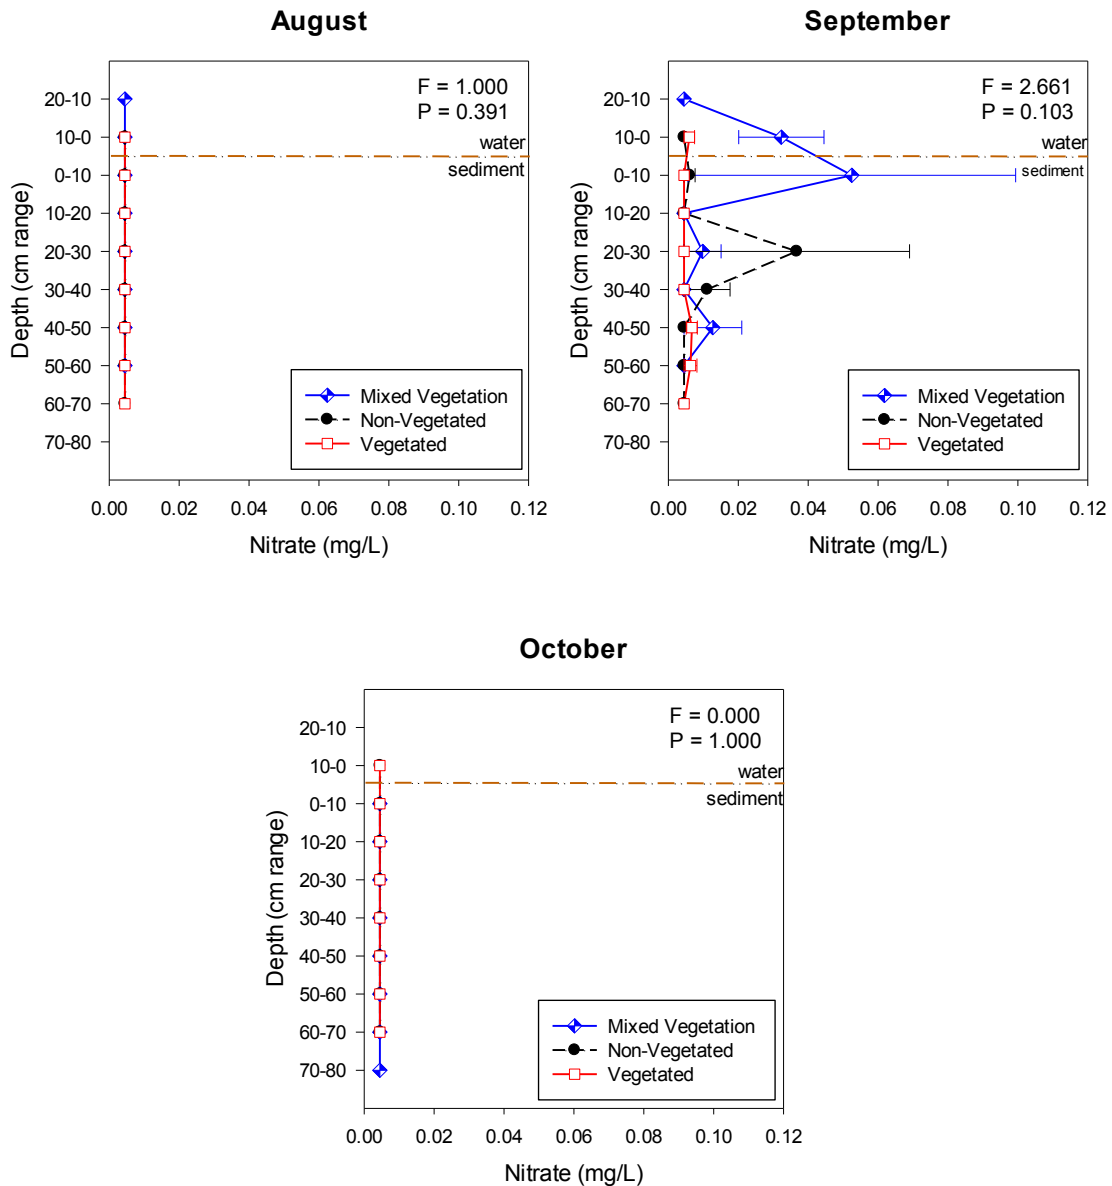 August
F = 1.000
P = 0.391
20-10
10-0
0-10
10-20
20-30
30-40
40-50
50-60
60-70
70-80
Depth (cm range)
water
sediment
Mixed Vegetation
Non-Vegetated
Vegetated
0.00 0.02 0.04 0.06 0.08 0.10 0.12
Nitrate (mg/L)
September
F = 2.661
P = 0.103
20-10
10-0
0-10
10-20
20-30
30-40
40-50
50-60
60-70
70-80
Depth (cm range)
water
sediment
Mixed Vegetation
Non-Vegetated
Vegetated
0.00 0.02 0.04 0.06 0.08 0.10 0.12
Nitrate (mg/L)
October
F = 0.000
P = 1.000
20-10
10-0
0-10
10-20
20-30
30-40
40-50
50-60
60-70
70-80
Depth (cm range)
water
sediment
Mixed Vegetation
Non-Vegetated
Vegetated
0.00 0.02 0.04 0.06 0.08 0.10 0.12
Nitrate (mg/L)